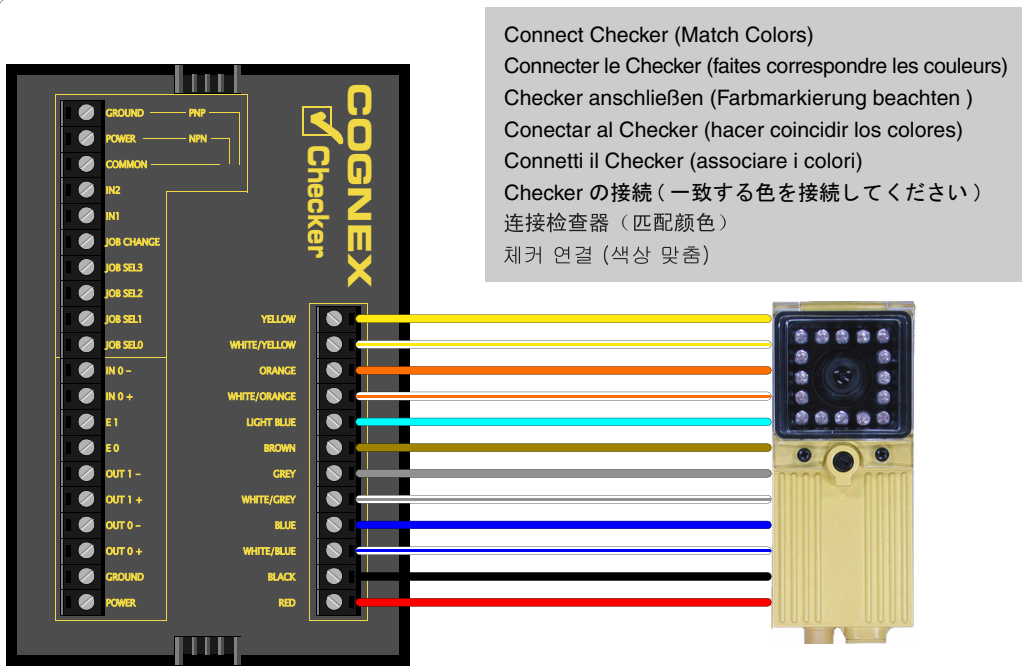 Connect Checker (Match Colors)
Connecter le Checker (faites correspondre les couleurs)
Checker anschließen (Farbmarkierung beachten )
Conectar al Checker (hacer coincidir los colores)
Connetti il Checker (associare i colori)
Checker の接続 ( 一致する色を接続してください )
连接检查器（匹配颜色）
체커 연결 (색상 맞춤)
COGNEX
Checker
GROUND PNP
POWER NPN
COMMON
IN2
IN1
JOB CHANGE
JOB SEL3
JOB SEL2
JOB SEL1
JOB SEL0
IN 0 –
IN 0 +
E 1
E 0
OUT 1 –
OUT 1 +
OUT 0 –
OUT 0 +
GROUND
POWER
YELLOW
WHITE/YELLOW
ORANGE
WHITE/ORANGE
LIGHT BLUE
BROWN
GREY
WHITE/GREY
BLUE
WHITE/BLUE
BLACK
RED